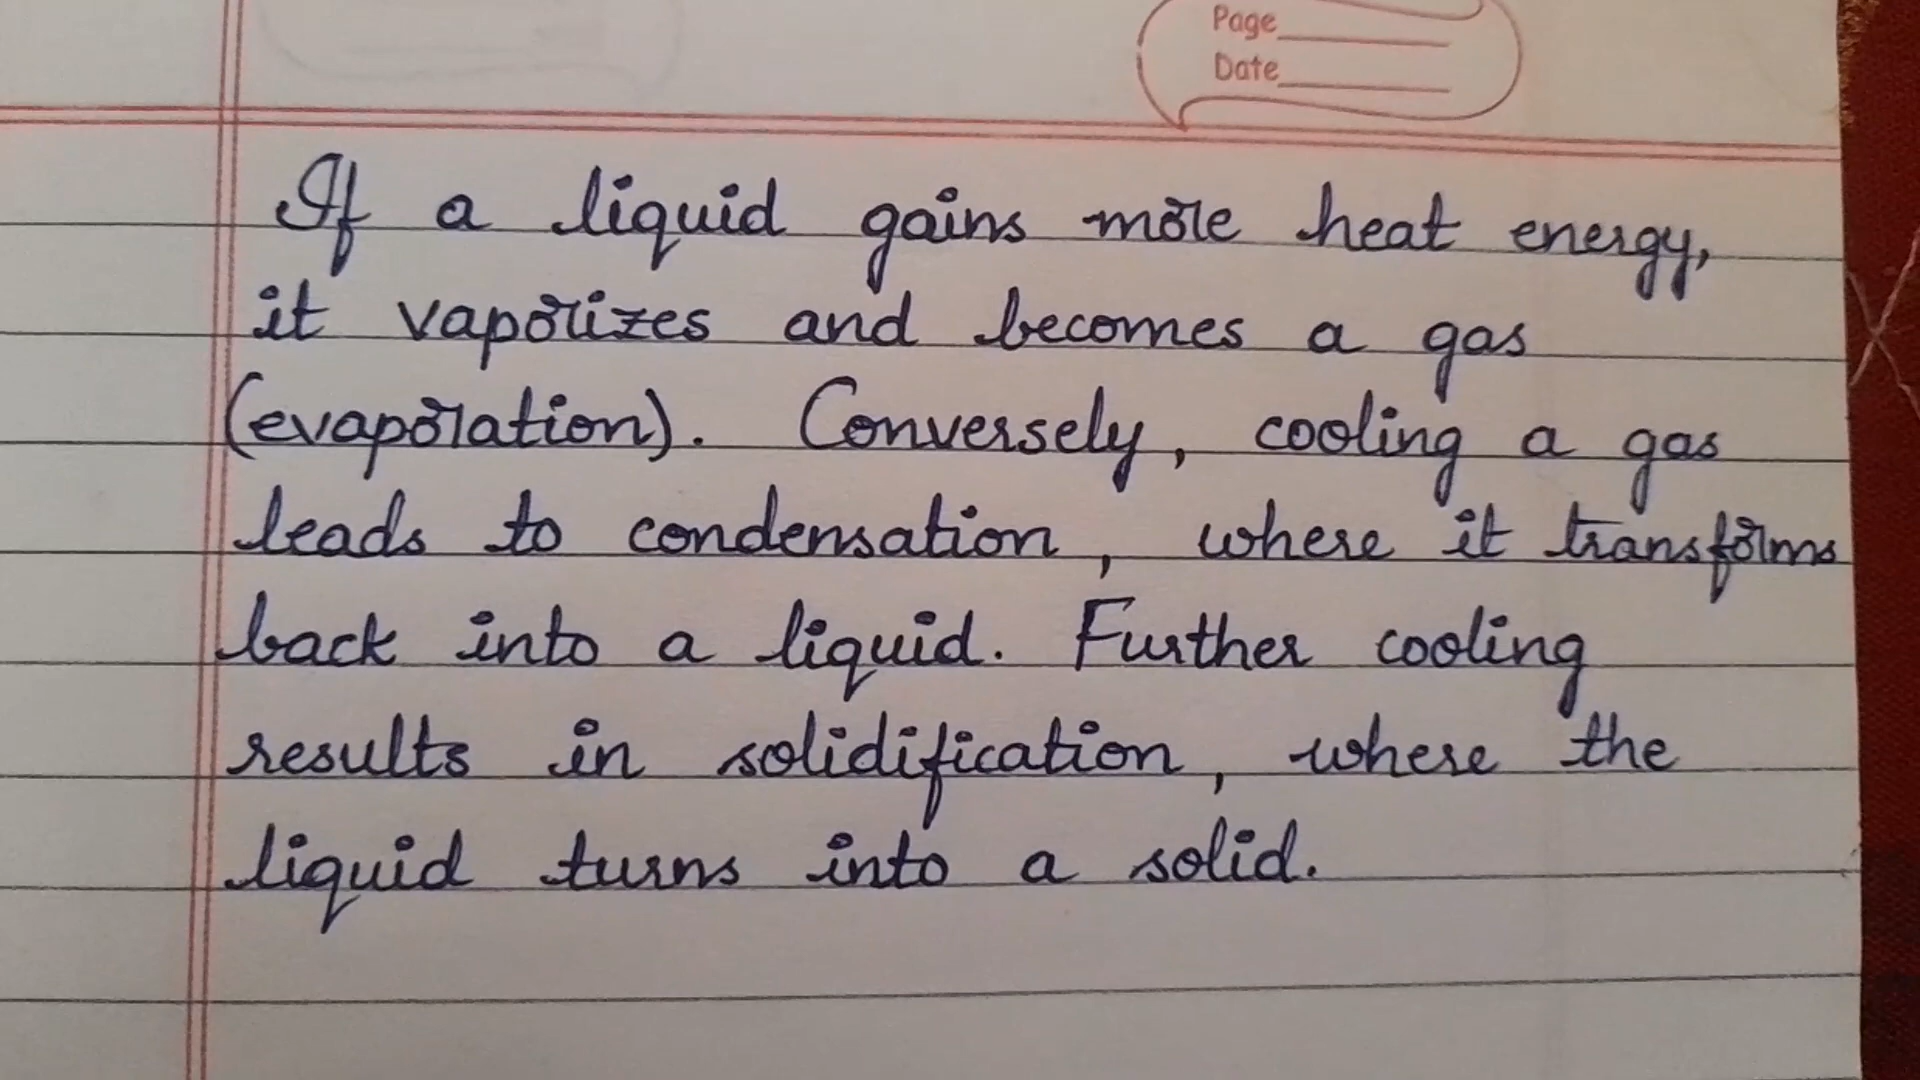 Page
Date
If a liquid gains more heat energy,
it vaporizes and becomes a gas
(evaporation). Conversely, cooling a gas
leads to condensation, where it transforms
back into a liquid. Further cooling
results in solidification, where the
liquid turns into a solid.